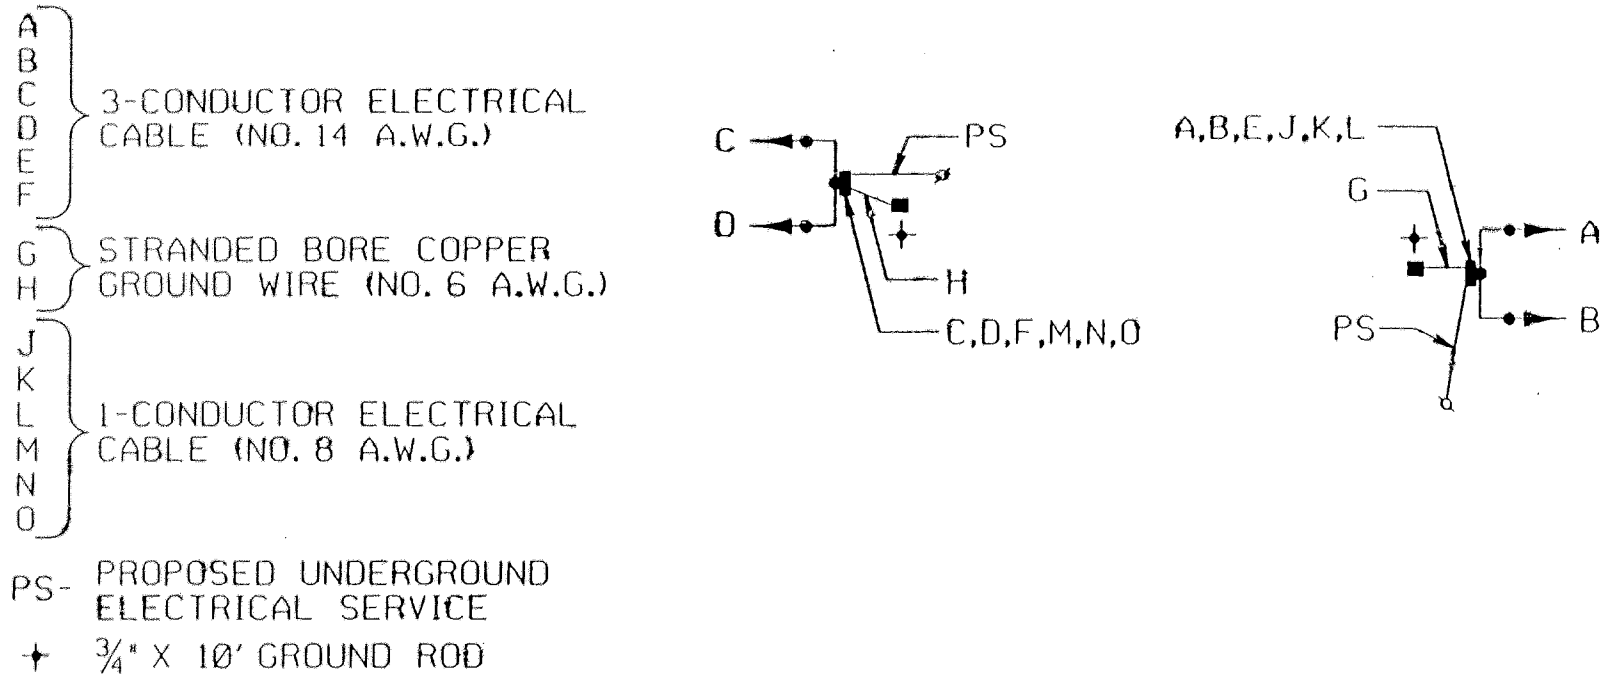 A
B
C
D
E
F
3-CONDUCTOR ELECTRICAL
CABLE (NO. 14 A.W.G.)
G
H
STRANDED BORE COPPER
GROUND WIRE (NO. 6 A.W.G.)
J
K
L
M
N
O
1-CONDUCTOR ELECTRICAL
CABLE (NO. 8 A.W.G.)
PS- PROPOSED UNDERGROUND
ELECTRICAL SERVICE
3/4" X 10' GROUND ROD
C
PS
D
H
C,D,F,M,N,O
A,B,E,J,K,L
G
A
PS
B